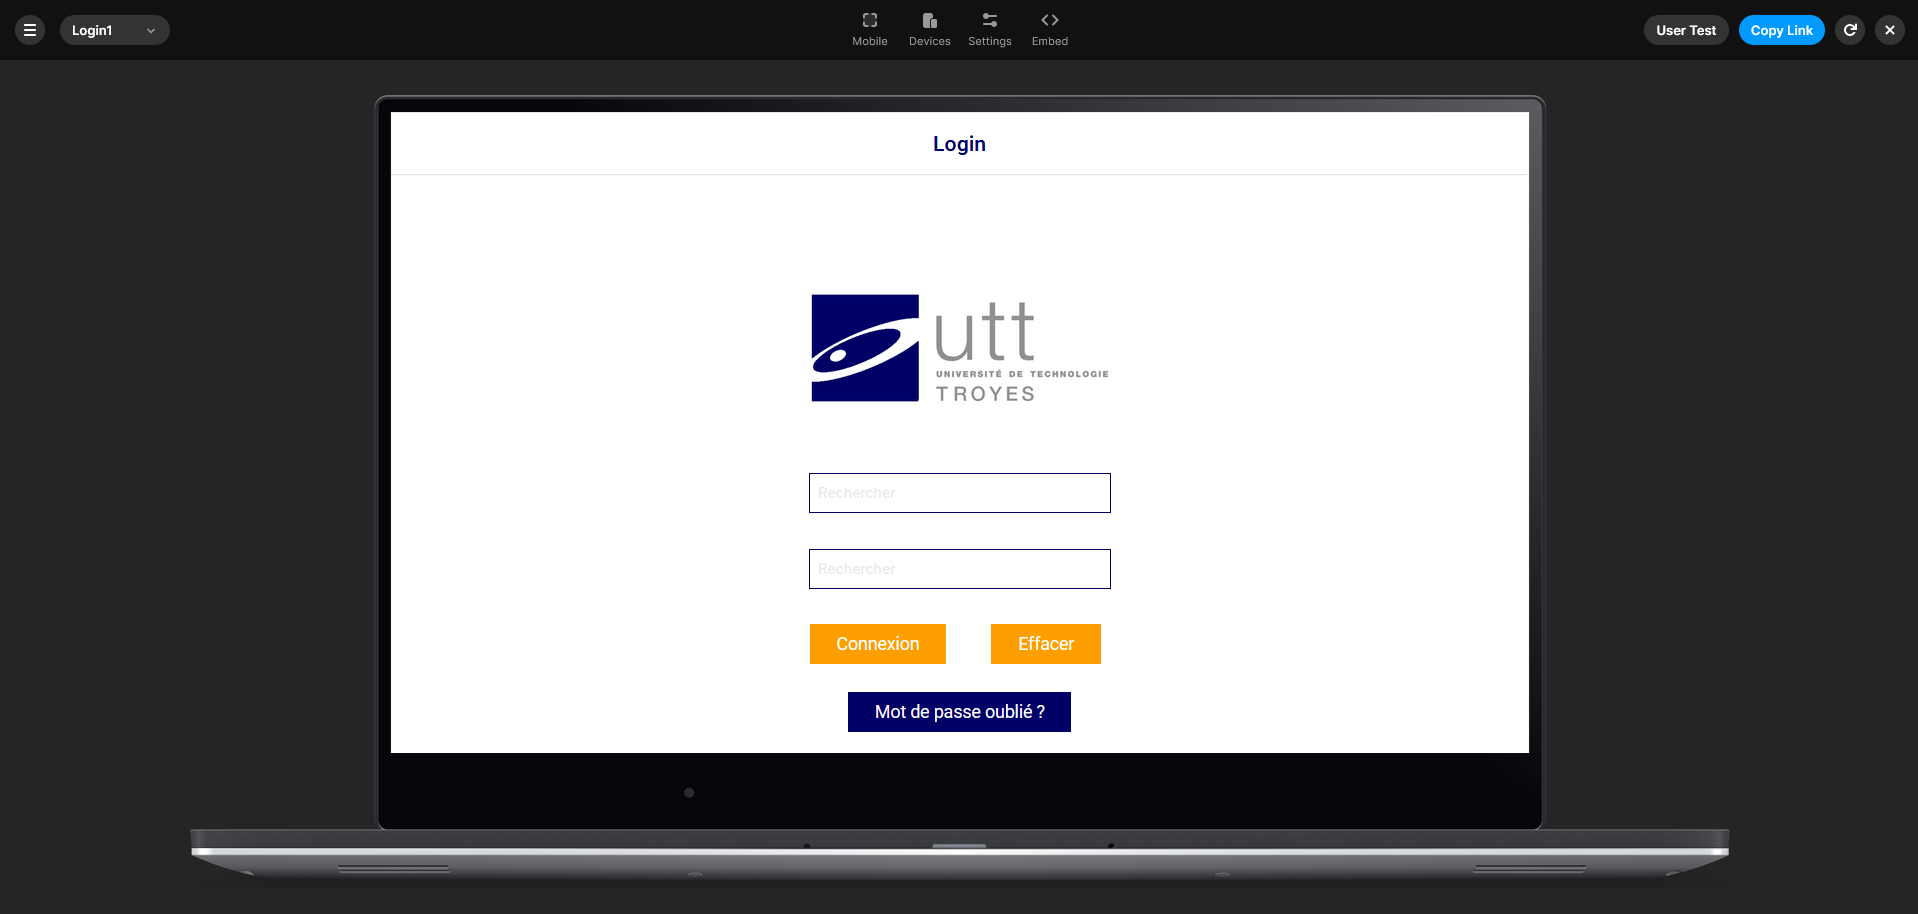 Login1
Mobile
Devices
Settings
Embed
User Test
Copy Link
Login
utt
UNIVERSITÉ DE TECHNOLOGIE
TROYES
Rechercher
Rechercher
Connexion
Effacer
Mot de passe oublié ?